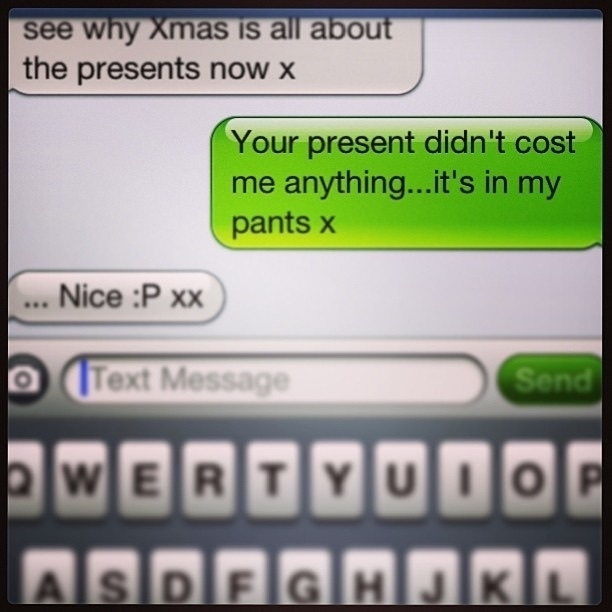 see why Xmas is all about
the presents now x
Your present didn't cost
me anything...it's in my
pants x
... Nice :P xx
Text Message
Send
Q W E R T Y U I O P
A S D F G H J K L